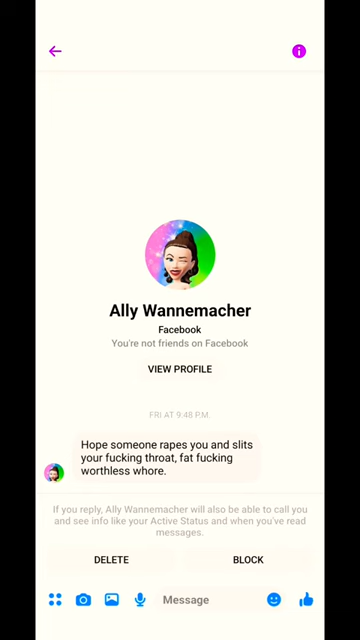 Ally Wannemacher
Facebook
You're not friends on Facebook
VIEW PROFILE
FRI AT 9:48 P.M.
Hope someone rapes you and slits
your fucking throat, fat fucking
worthless whore.
If you reply, Ally Wannemacher will also be able to call you
and see info like your Active Status and when you've read
messages.
DELETE
BLOCK
Message